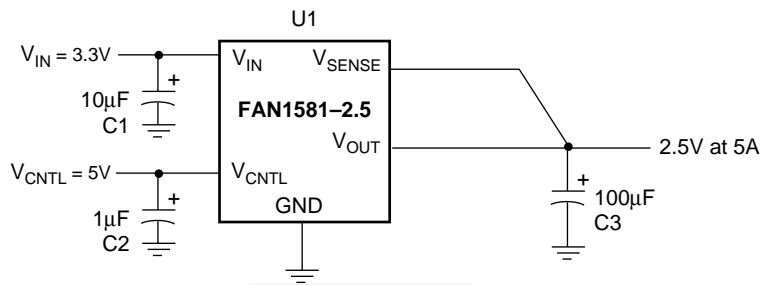 U1
V_IN = 3.3V
V_IN
V_SENSE
+
10µF
C1
FAN1581–2.5
V_OUT
2.5V at 5A
V_CNTL = 5V
V_CNTL
+
1µF
C2
GND
+
100µF
C3